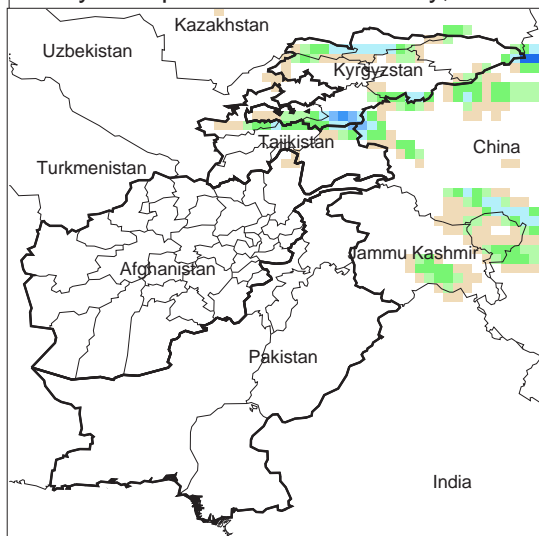 Kazakhstan
Uzbekistan
Kyrgyzstan
China
Tajikistan
Turkmenistan
Jammu Kashmir
Afghanistan
Pakistan
India